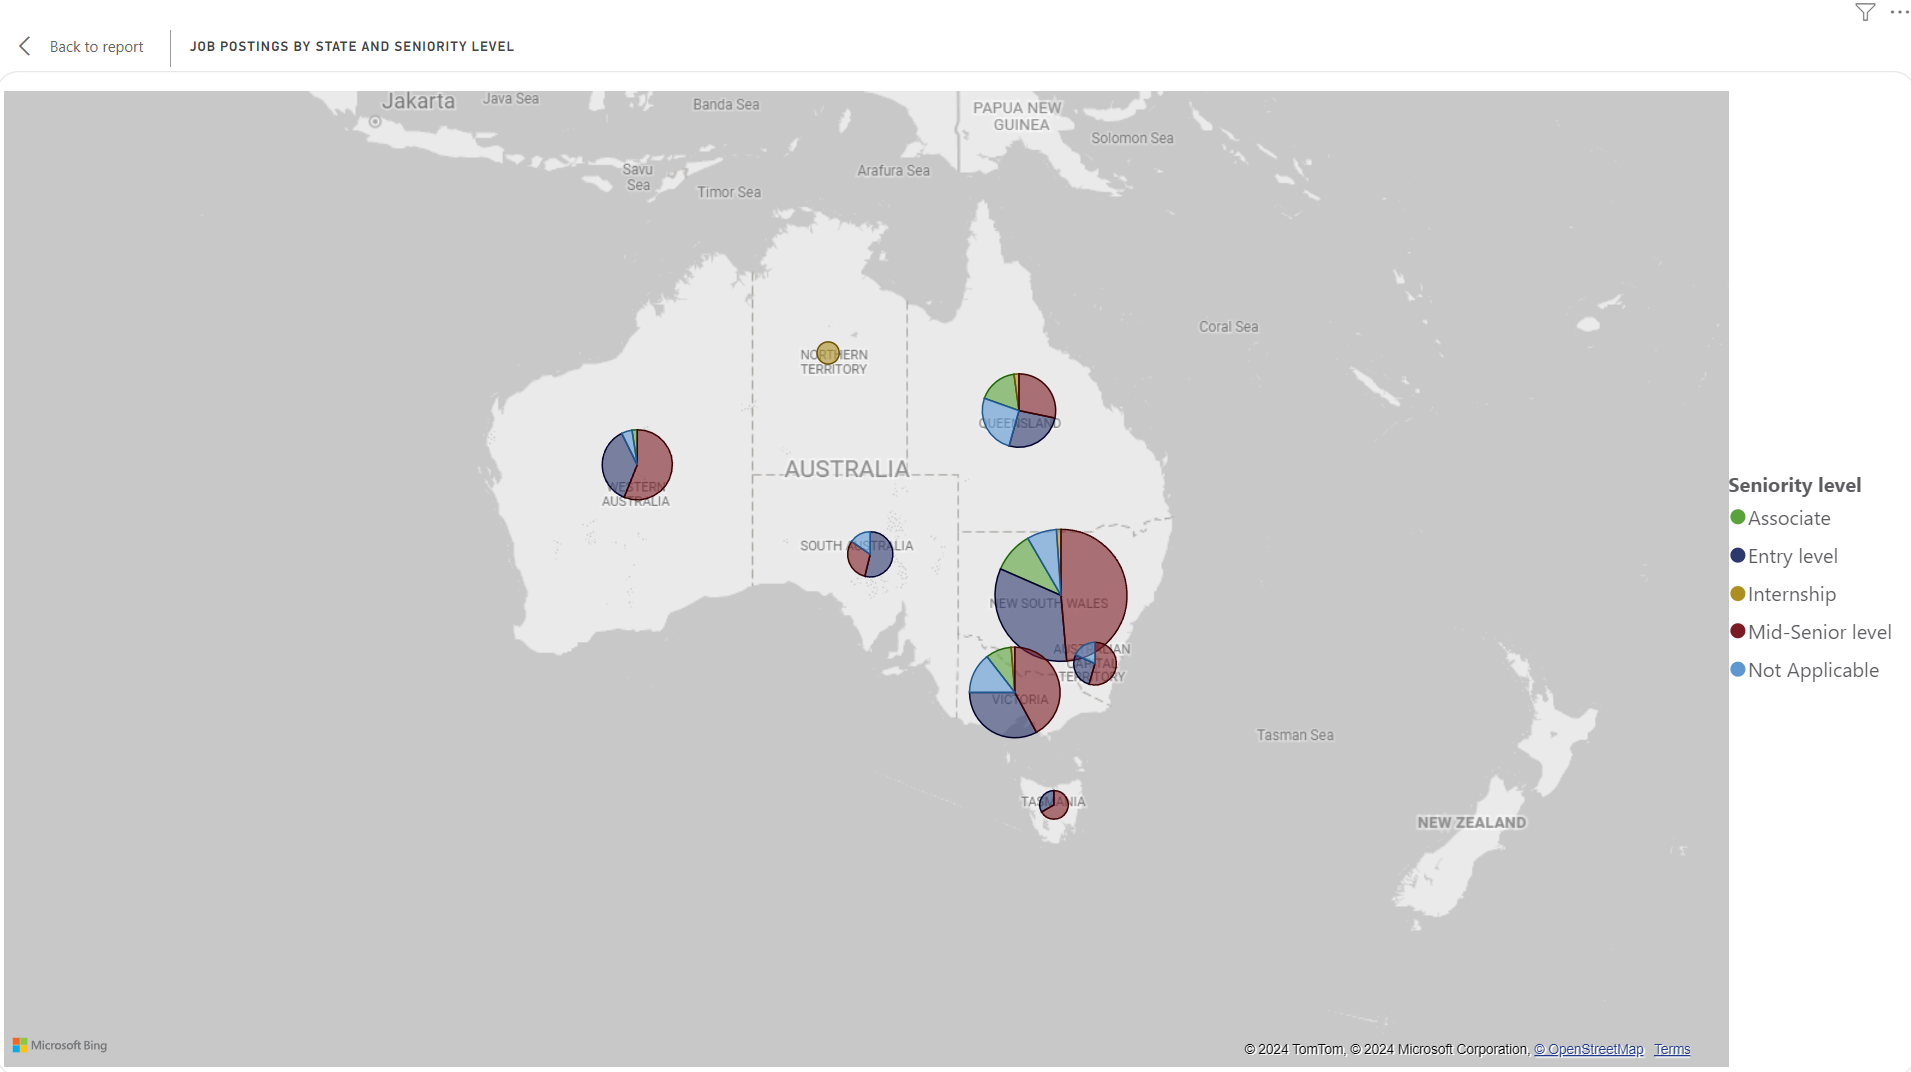 Back to report
JOB POSTINGS BY STATE AND SENIORITY LEVEL
Jakarta
Java Sea
Banda Sea
PAPUA NEW
GUINEA
Solomon Sea
Savu
Sea
Arafura Sea
Timor Sea
Coral Sea
NORTHERN
TERRITORY
QUEENSLAND
AUSTRALIA
WESTERN
AUSTRALIA
SOUTH AUSTRALIA
NEW SOUTH WALES
AUSTRALIAN
CAPITAL
TERRITORY
VICTORIA
Tasman Sea
TASMANIA
NEW ZEALAND
Seniority level
Associate
Entry level
Internship
Mid-Senior level
Not Applicable
Microsoft Bing
© 2024 TomTom, © 2024 Microsoft Corporation, © OpenStreetMap Terms